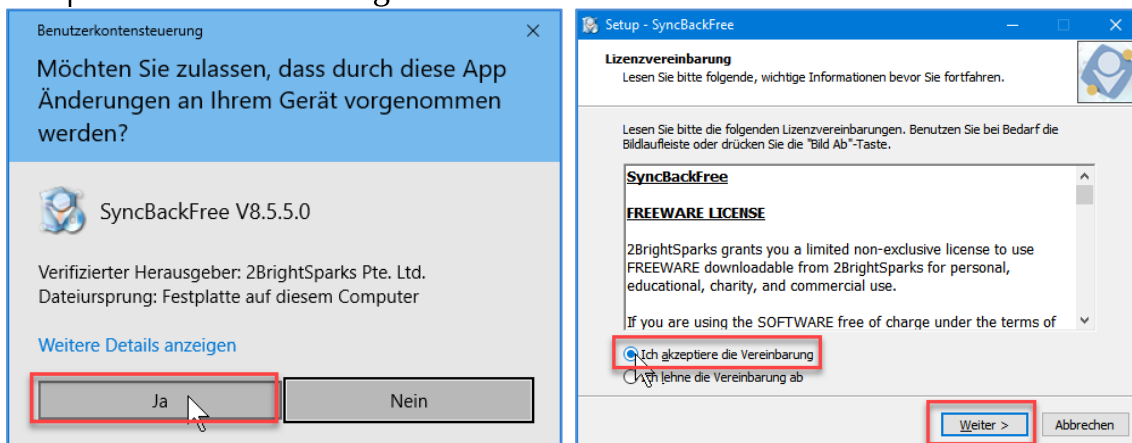 Benutzerkontensteuerung
Möchten Sie zulassen, dass durch diese App
Änderungen an Ihrem Gerät vorgenommen
werden?
SyncBackFree V8.5.5.0
Verifizierter Herausgeber: 2BrightSparks Pte. Ltd.
Dateiursprung: Festplatte auf diesem Computer
Weitere Details anzeigen
Ja
Nein
Setup - SyncBackFree
Lizenzvereinbarung
Lesen Sie bitte folgende, wichtige Informationen bevor Sie fortfahren.
Lesen Sie bitte die folgenden Lizenzvereinbarungen. Benutzen Sie bei Bedarf die
Bildlaufleiste oder drücken Sie die "Bild Ab"-Taste.
SyncBackFree
FREEWARE LICENSE
2BrightSparks grants you a limited non-exclusive license to use
FREEWARE downloadable from 2BrightSparks for personal,
educational, charity, and commercial use.
If you are using the SOFTWARE free of charge under the terms of
Ich akzeptiere die Vereinbarung
Ich lehne die Vereinbarung ab
Weiter >
Abbrechen